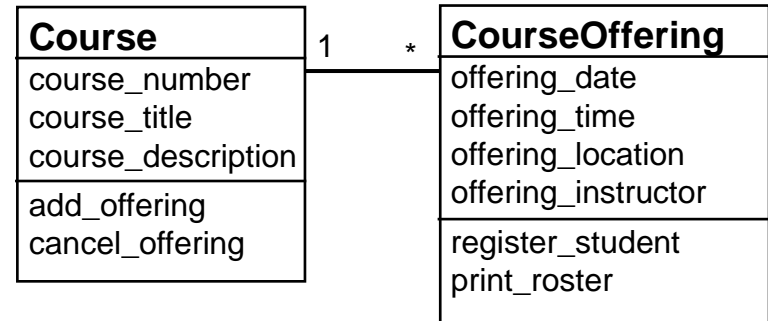 Course
course_number
course_title
course_description
add_offering
cancel_offering
1 *
CourseOffering
offering_date
offering_time
offering_location
offering_instructor
register_student
print_roster